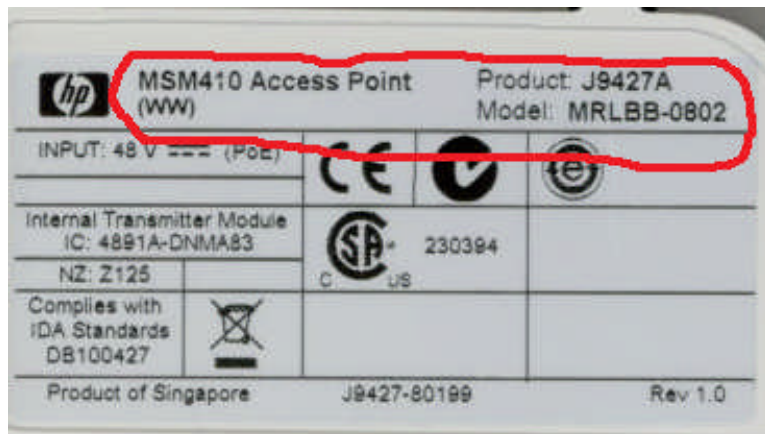 hp
MSM410 Access Point
(WW)
Product: J9427A
Model: MRLBB-0802
INPUT: 48 V ⎓ (PoE)
CE
e
Internal Transmitter Module
IC: 4891A-DNMA83
NZ: Z125
C SA US 230394
Complies with
IDA Standards
DB100427
Product of Singapore J9427-80199 Rev 1.0